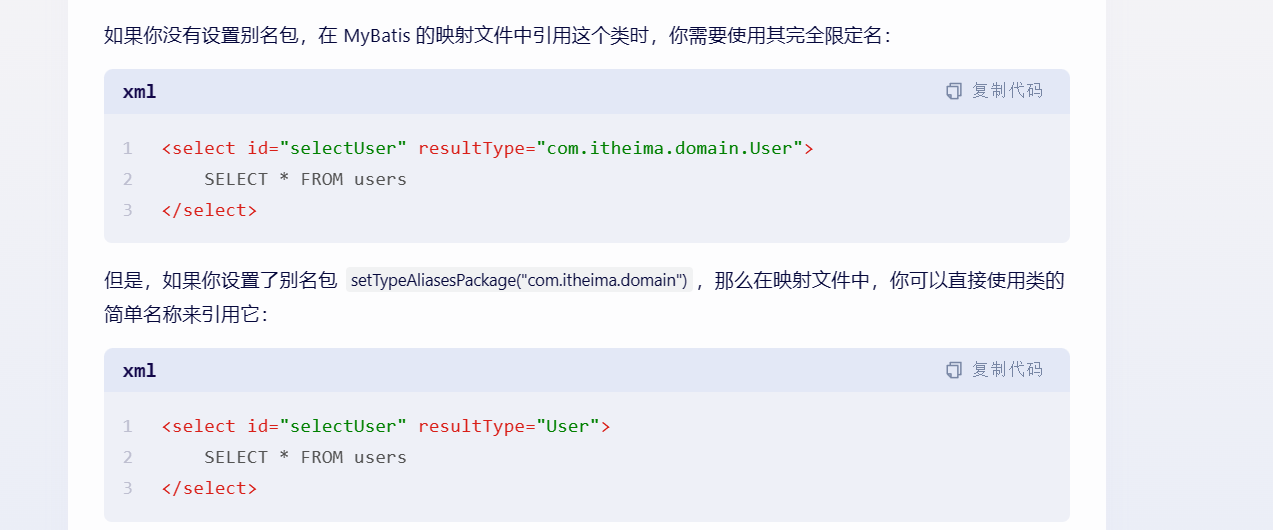 如果你没有设置别名包，在 MyBatis 的映射文件中引用这个类时，你需要使用其完全限定名：
xml
复制代码
1 <select id="selectUser" resultType="com.itheima.domain.User">
2     SELECT * FROM users
3 </select>
但是，如果你设置了别名包 setTypeAliasesPackage("com.itheima.domain")，那么在映射文件中，你可以直接使用类的
简单名称来引用它：
xml
复制代码
1 <select id="selectUser" resultType="User">
2     SELECT * FROM users
3 </select>